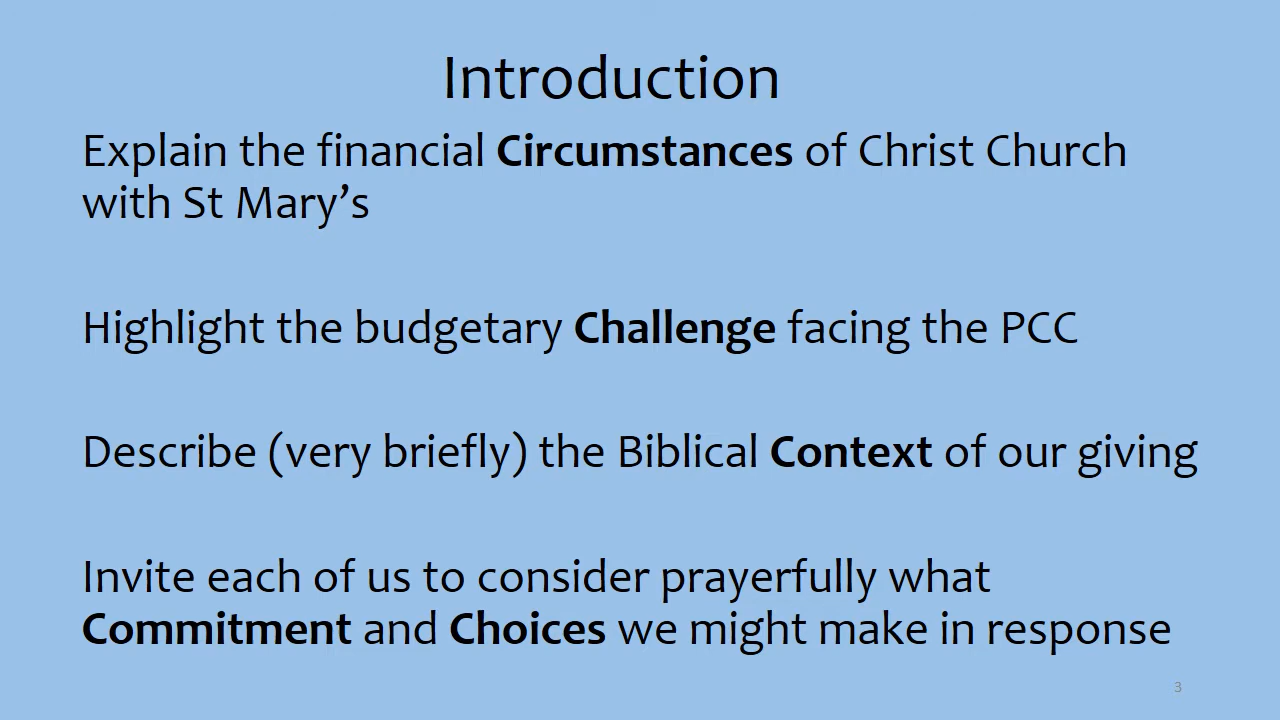 Introduction
Explain the financial Circumstances of Christ Church
with St Mary’s
Highlight the budgetary Challenge facing the PCC
Describe (very briefly) the Biblical Context of our giving
Invite each of us to consider prayerfully what
Commitment and Choices we might make in response
3